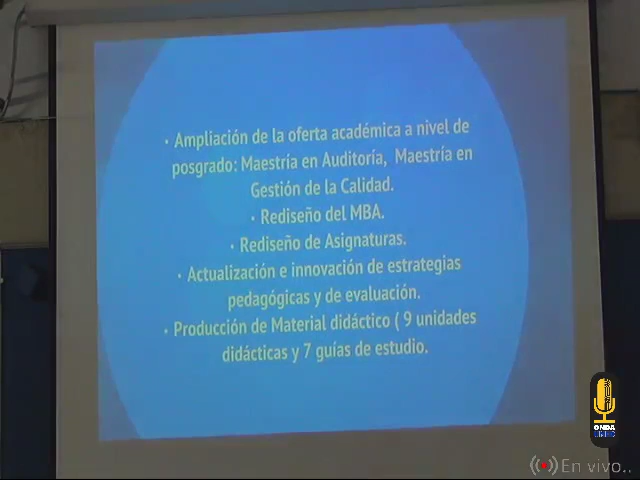 · Ampliación de la oferta académica a nivel de
posgrado: Maestría en Auditoría, Maestría en
Gestión de la Calidad.
· Rediseño del MBA.
· Rediseño de Asignaturas.
· Actualización e innovación de estrategias
pedagógicas y de evaluación.
· Producción de Material didáctico ( 9 unidades
didácticas y 7 guías de estudio.
ONDA
En vivo..